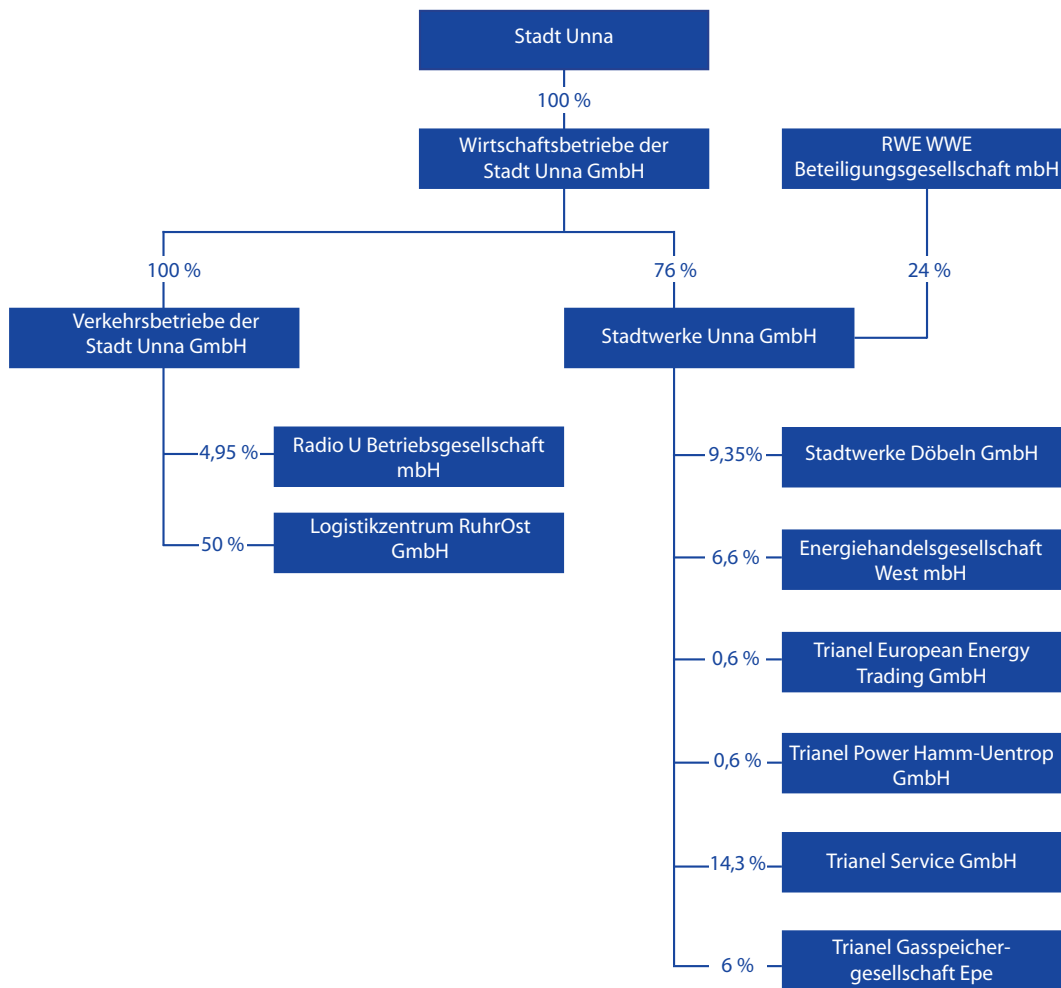 Stadt Unna
100 %
Wirtschaftsbetriebe der
Stadt Unna GmbH
RWE WWE
Beteiligungsgesellschaft mbH
100 %
76 %
24 %
Verkehrsbetriebe der
Stadt Unna GmbH
Stadtwerke Unna GmbH
4,95 %
Radio U Betriebsgesellschaft
mbH
50 %
Logistikzentrum RuhrOst
GmbH
9,35%
Stadtwerke Döbeln GmbH
6,6 %
Energiehandelsgesellschaft
West mbH
0,6 %
Trianel European Energy
Trading GmbH
0,6 %
Trianel Power Hamm-Uentrop
GmbH
14,3 %
Trianel Service GmbH
6 %
Trianel Gasspeicher-
gesellschaft Epe